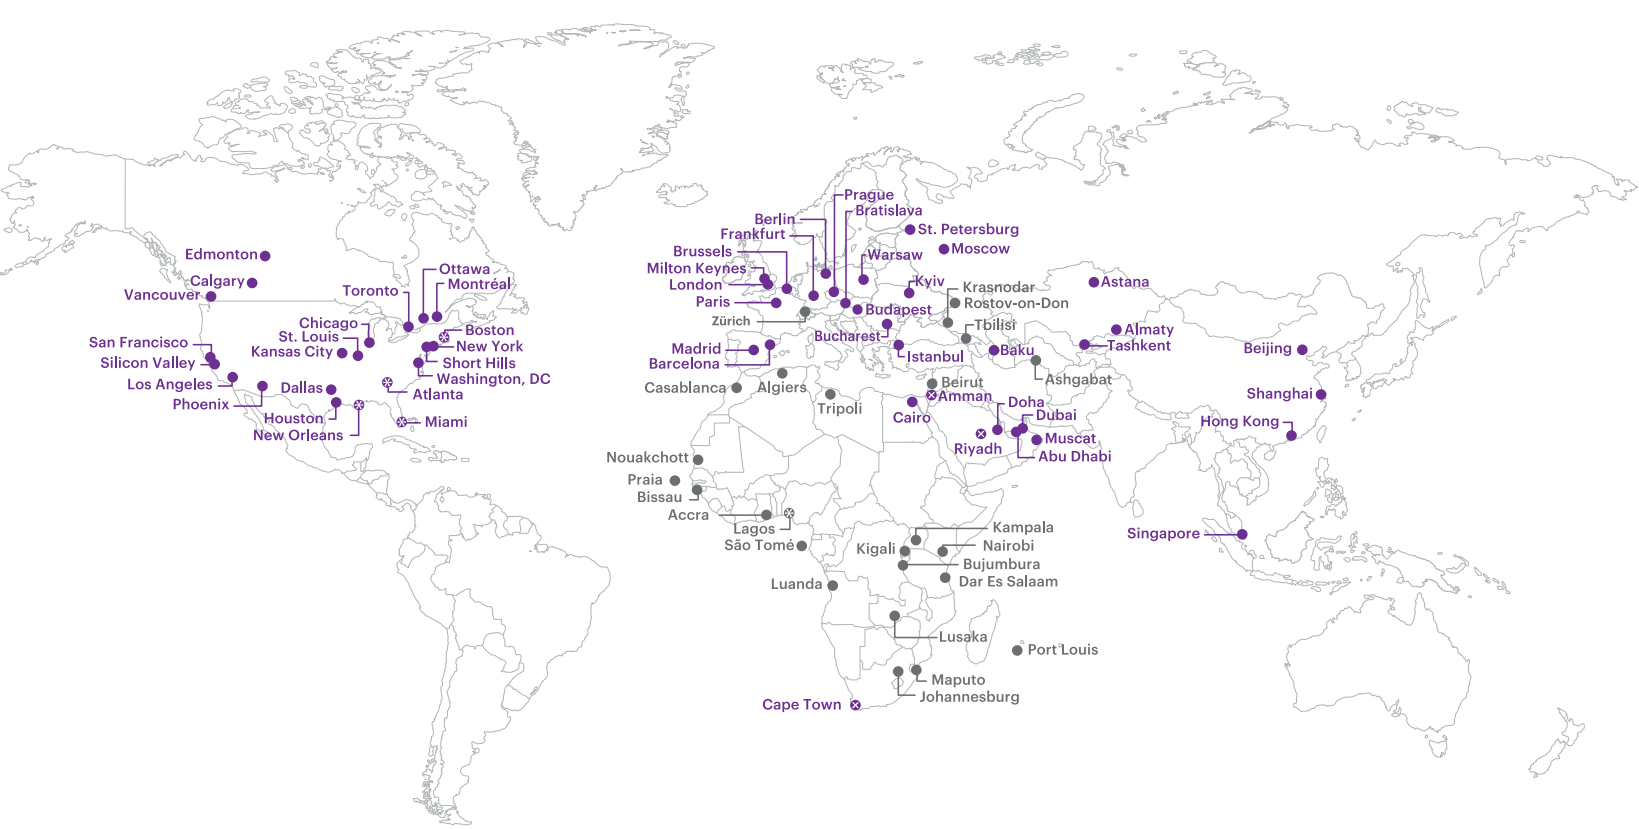 Edmonton
Calgary
Vancouver
Ottawa
Montréal
Toronto
Chicago
St. Louis
Kansas City
Boston
New York
Short Hills
Washington, DC
Atlanta
San Francisco
Silicon Valley
Los Angeles
Phoenix
Dallas
Houston
New Orleans
Miami
Prague
Bratislava
Berlin
Frankfurt
Brussels
Milton Keynes
London
Paris
Zürich
Warsaw
St. Petersburg
Moscow
Kyiv
Budapest
Bucharest
Istanbul
Madrid
Barcelona
Krasnodar
Rostov-on-Don
Tbilisi
Baku
Ashgabat
Astana
Almaty
Tashkent
Beijing
Shanghai
Hong Kong
Singapore
Casablanca
Algiers
Tripoli
Cairo
Beirut
Amman
Doha
Dubai
Riyadh
Muscat
Abu Dhabi
Nouakchott
Praia
Bissau
Accra
Lagos
São Tomé
Luanda
Kampala
Kigali
Nairobi
Bujumbura
Dar Es Salaam
Lusaka
Port Louis
Maputo
Johannesburg
Cape Town